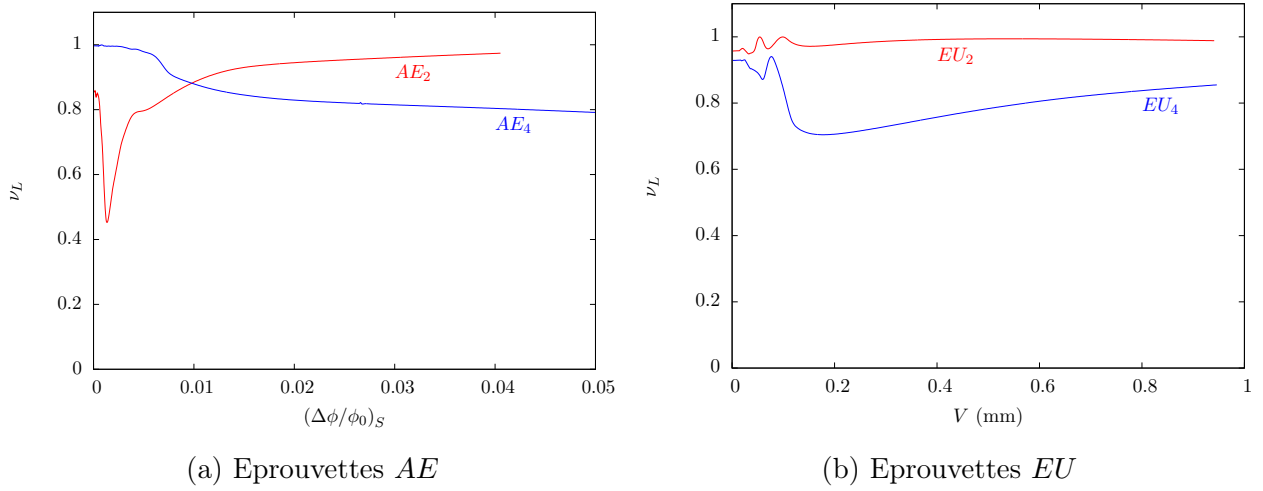 1
0.8
0.6
0.4
0.2
0
ν_L
0
0.01
0.02
0.03
0.04
0.05
(Δϕ/ϕ_0)_S
AE_2
AE_4
(a) Eprouvettes AE
1
0.8
0.6
0.4
0.2
0
ν_L
0
0.2
0.4
0.6
0.8
1
V (mm)
EU_2
EU_4
(b) Eprouvettes EU